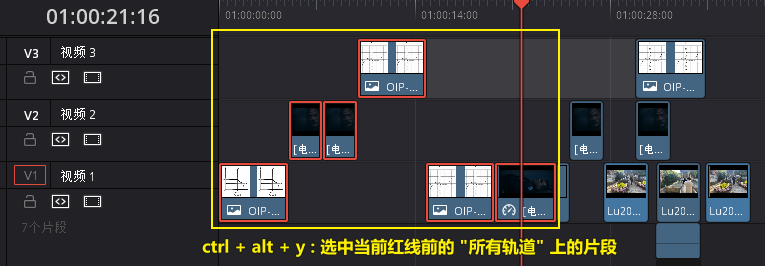 01:00:21:16
01:00:00:00
01:00:14:00
01:00:28:00
V3 视频 3
OIP-...
OIP-...
V2 视频 2
[电...
[电...
[电...
[电...
V1 视频 1
OIP-...
OIP-...
[电...
Lu20...
Lu20...
Lu20...
7个片段
ctrl + alt + y : 选中当前红线前的 "所有轨道" 上的片段